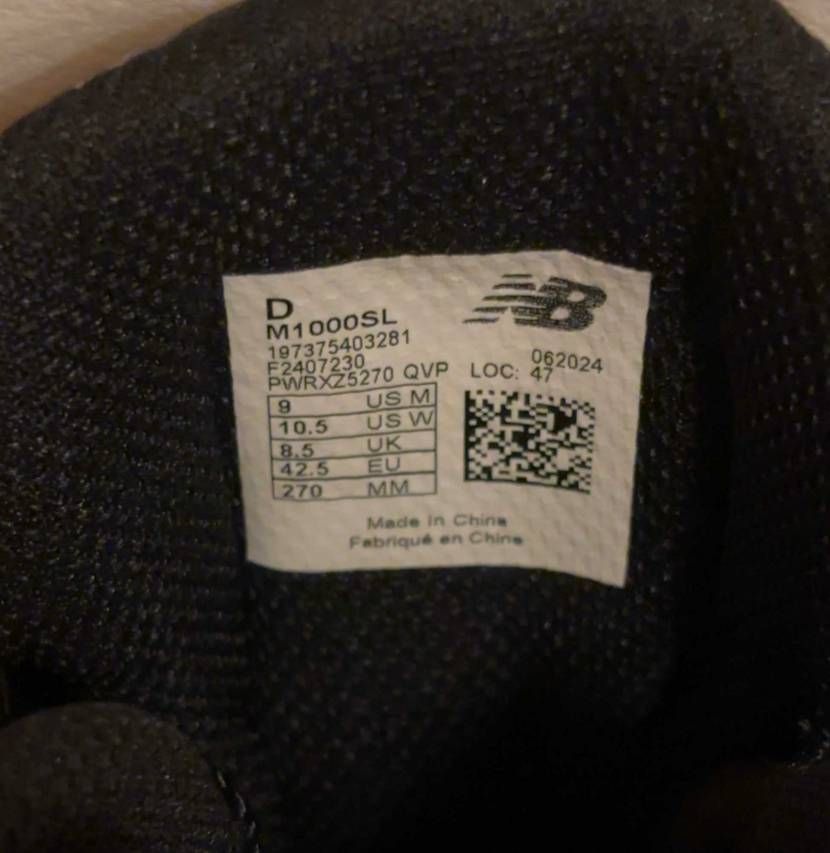 D
M1000SL
197375403281
F2407230
PWRXZ5270 QVP
NB
062024
LOC: 47
9 US M
10.5 US W
8.5 UK
42.5 EU
270 MM
Made in China
Fabriqué en Chine